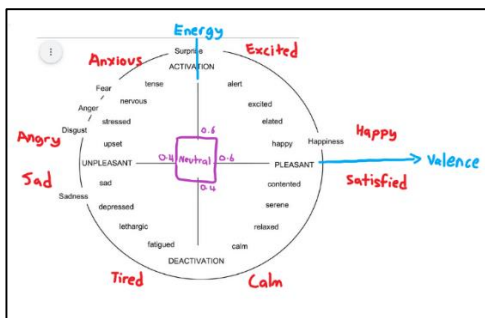 Energy
Surprise
Excited
Anxious
ACTIVATION
tense
alert
Fear
nervous
excited
Anger
stressed
elated
Angry
Disgust
0.6
upset
happy
Happiness
Happy
UNPLEASANT
0.4
Neutral
0.6
PLEASANT
Valence
Sad
sad
0.4
contented
Satisfied
Sadness
depressed
serene
lethargic
relaxed
fatigued
calm
DEACTIVATION
Tired
Calm